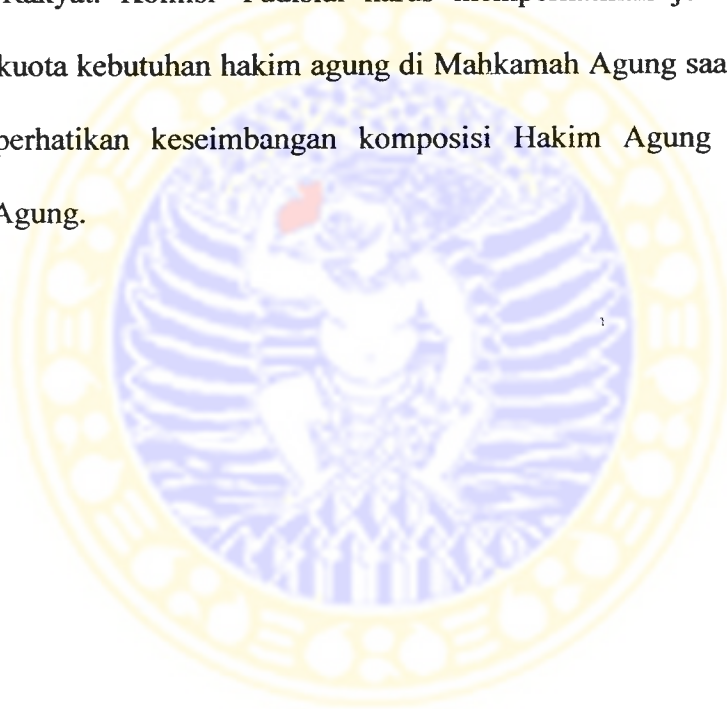 kuota kebutuhan hakim agung di Mahkamah Agung saa
perhatikan keseimbangan komposisi Hakim Agung
Agung.